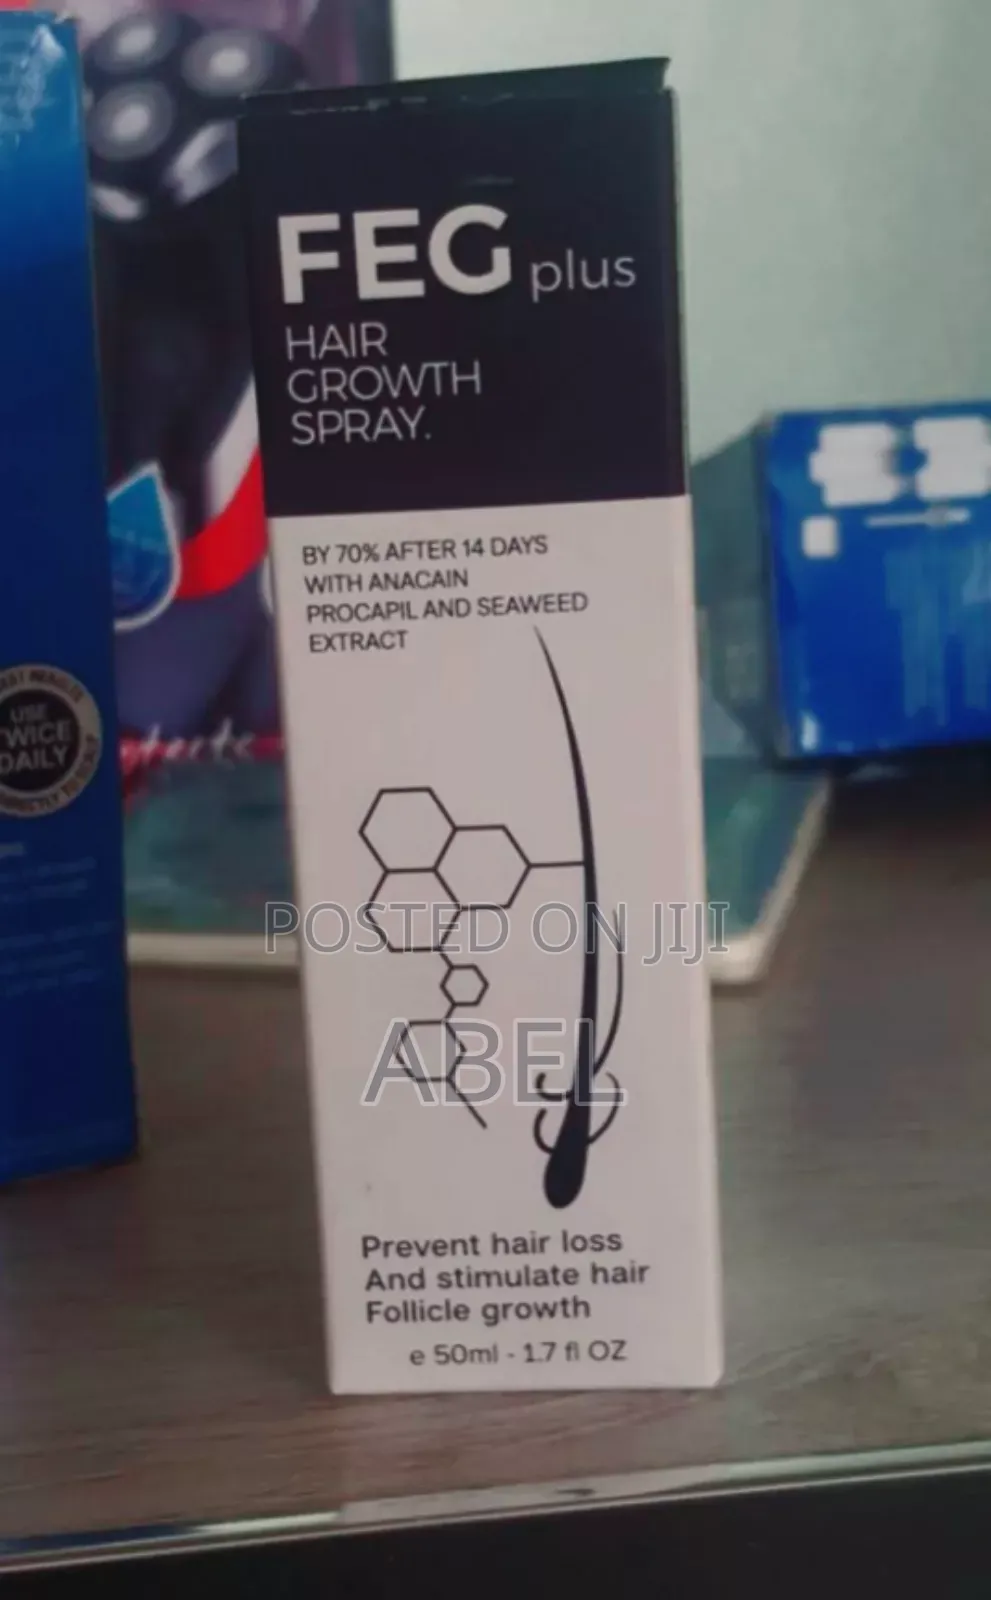 FEG plus
HAIR
GROWTH
SPRAY.
BY 70% AFTER 14 DAYS
WITH ANACAIN
PROCAPIL AND SEAWEED
EXTRACT
USE
TWICE
DAILY
POSTED ON JIJI
ABEL
Prevent hair loss
And stimulate hair
Follicle growth
e 50ml - 1.7 fl OZ